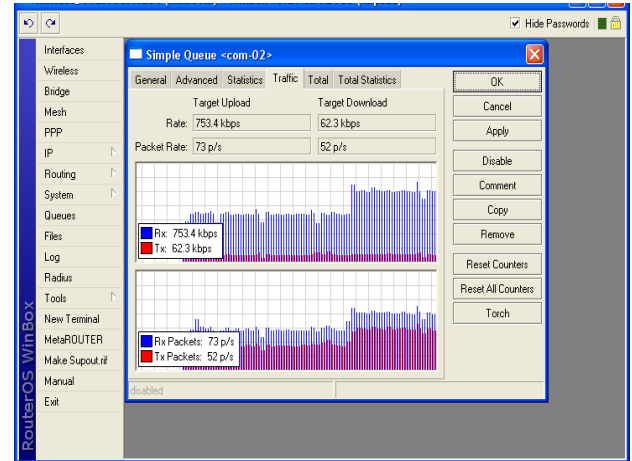 Hide Passwords
Interfaces
Wireless
Bridge
Mesh
PPP
IP
Routing
System
Queues
Files
Log
Radius
Tools
New Terminal
MetaROUTER
Make Supout.rif
Manual
Exit
RouterOS WinBox
Simple Queue <com-02>
General Advanced Statistics Traffic Total Total Statistics
Target Upload Target Download
Rate: 753.4 kbps 62.3 kbps
Packet Rate: 73 p/s 52 p/s
Rx: 753.4 kbps
Tx: 62.3 kbps
Rx Packets: 73 p/s
Tx Packets: 52 p/s
disabled
OK
Cancel
Apply
Disable
Comment
Copy
Remove
Reset Counters
Reset All Counters
Torch